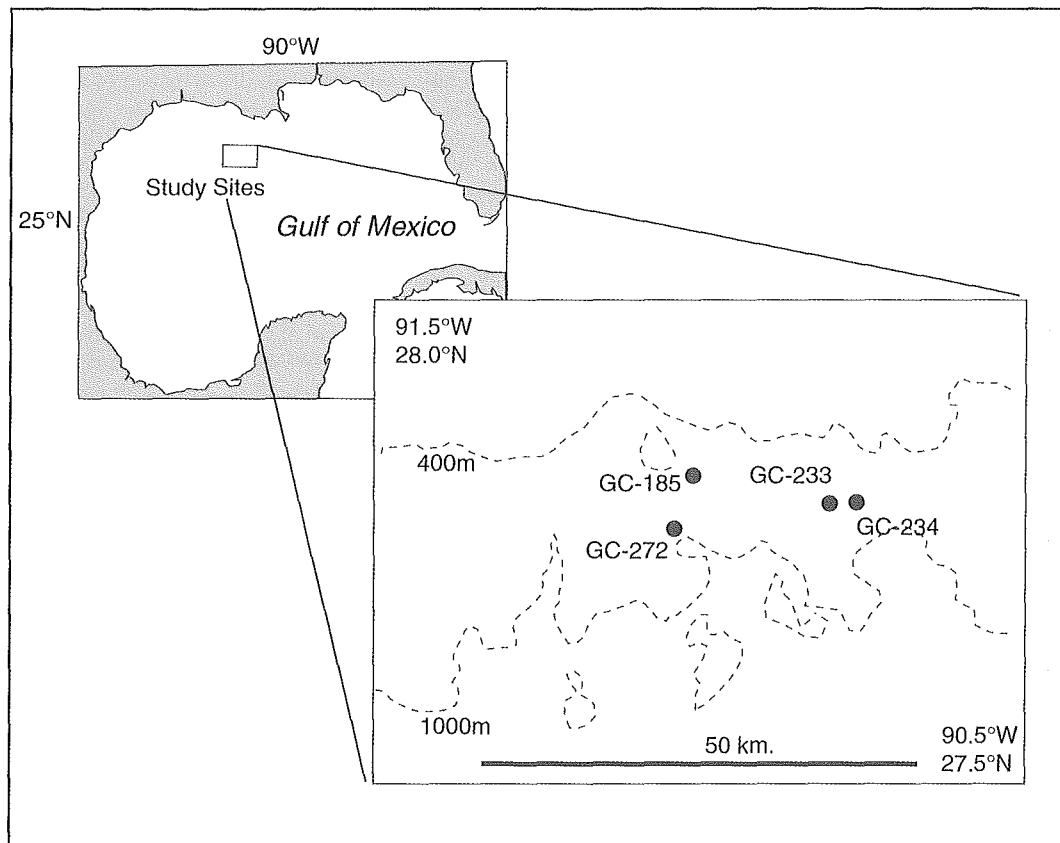 90°W
Study Sites
25°N
Gulf of Mexico
91.5°W
28.0°N
400m
GC-185
GC-233
GC-234
GC-272
1000m
50 km.
90.5°W
27.5°N